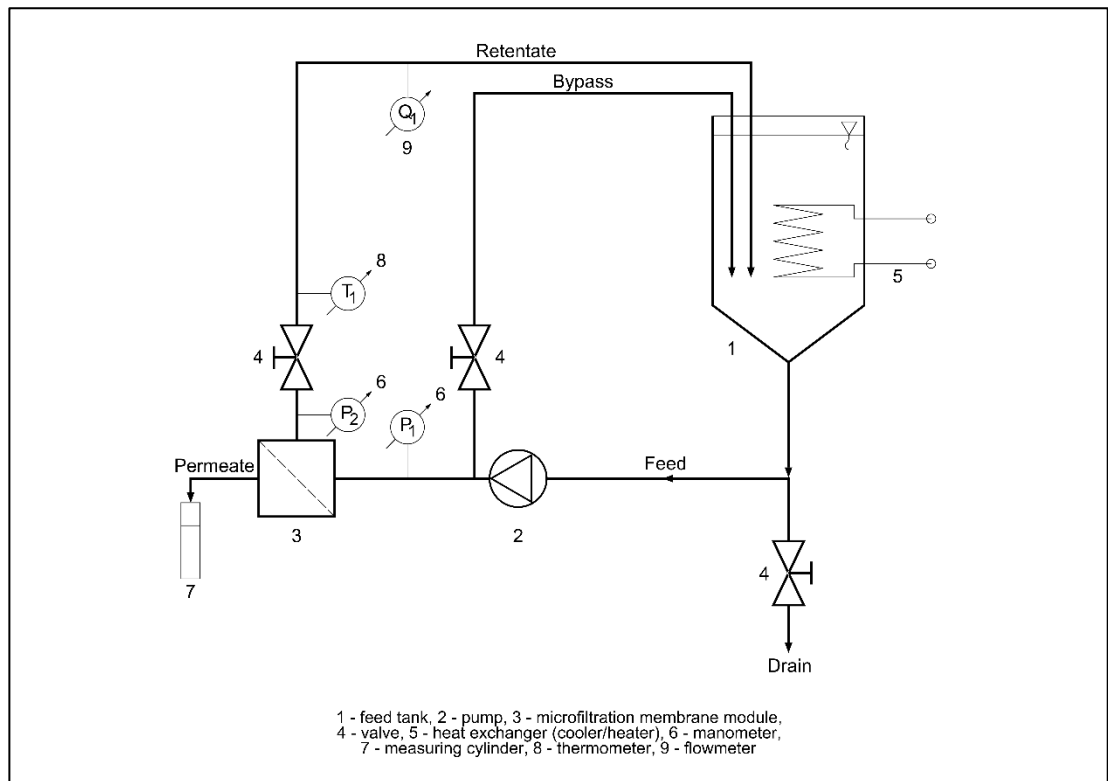 Retentate
Bypass
Q1
9
8
T1
5
4
4
1
6
6
P2
P1
Permeate
Feed
3
2
7
4
Drain
1 - feed tank, 2 - pump, 3 - microfiltration membrane module,
4 - valve, 5 - heat exchanger (cooler/heater), 6 - manometer,
7 - measuring cylinder, 8 - thermometer, 9 - flowmeter